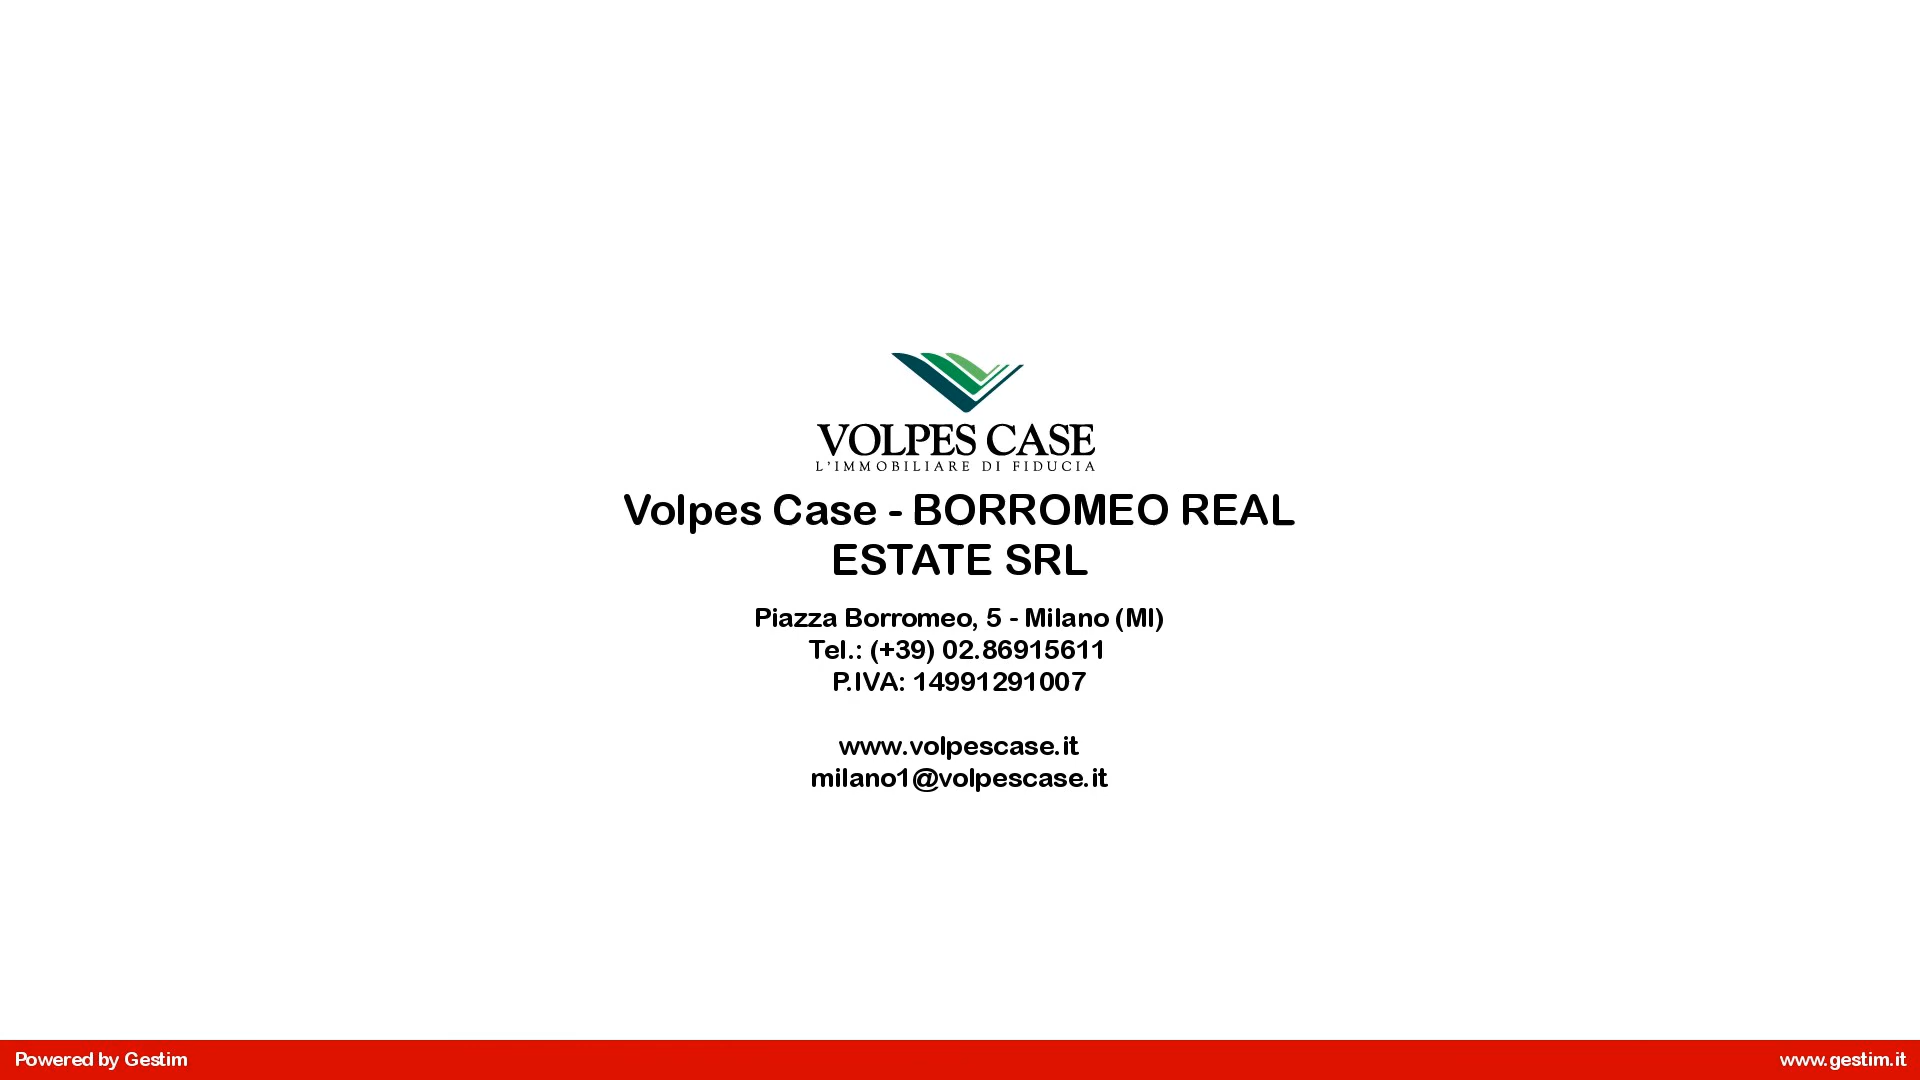 VOLPES CASE
L'IMMOBILIARE DI FIDUCIA
Volpes Case - BORROMEO REAL
ESTATE SRL
Piazza Borromeo, 5 - Milano (MI)
Tel.: (+39) 02.86915611
P.IVA: 14991291007
www.volpescase.it
milano1@volpescase.it
Powered by Gestim
www.gestim.it